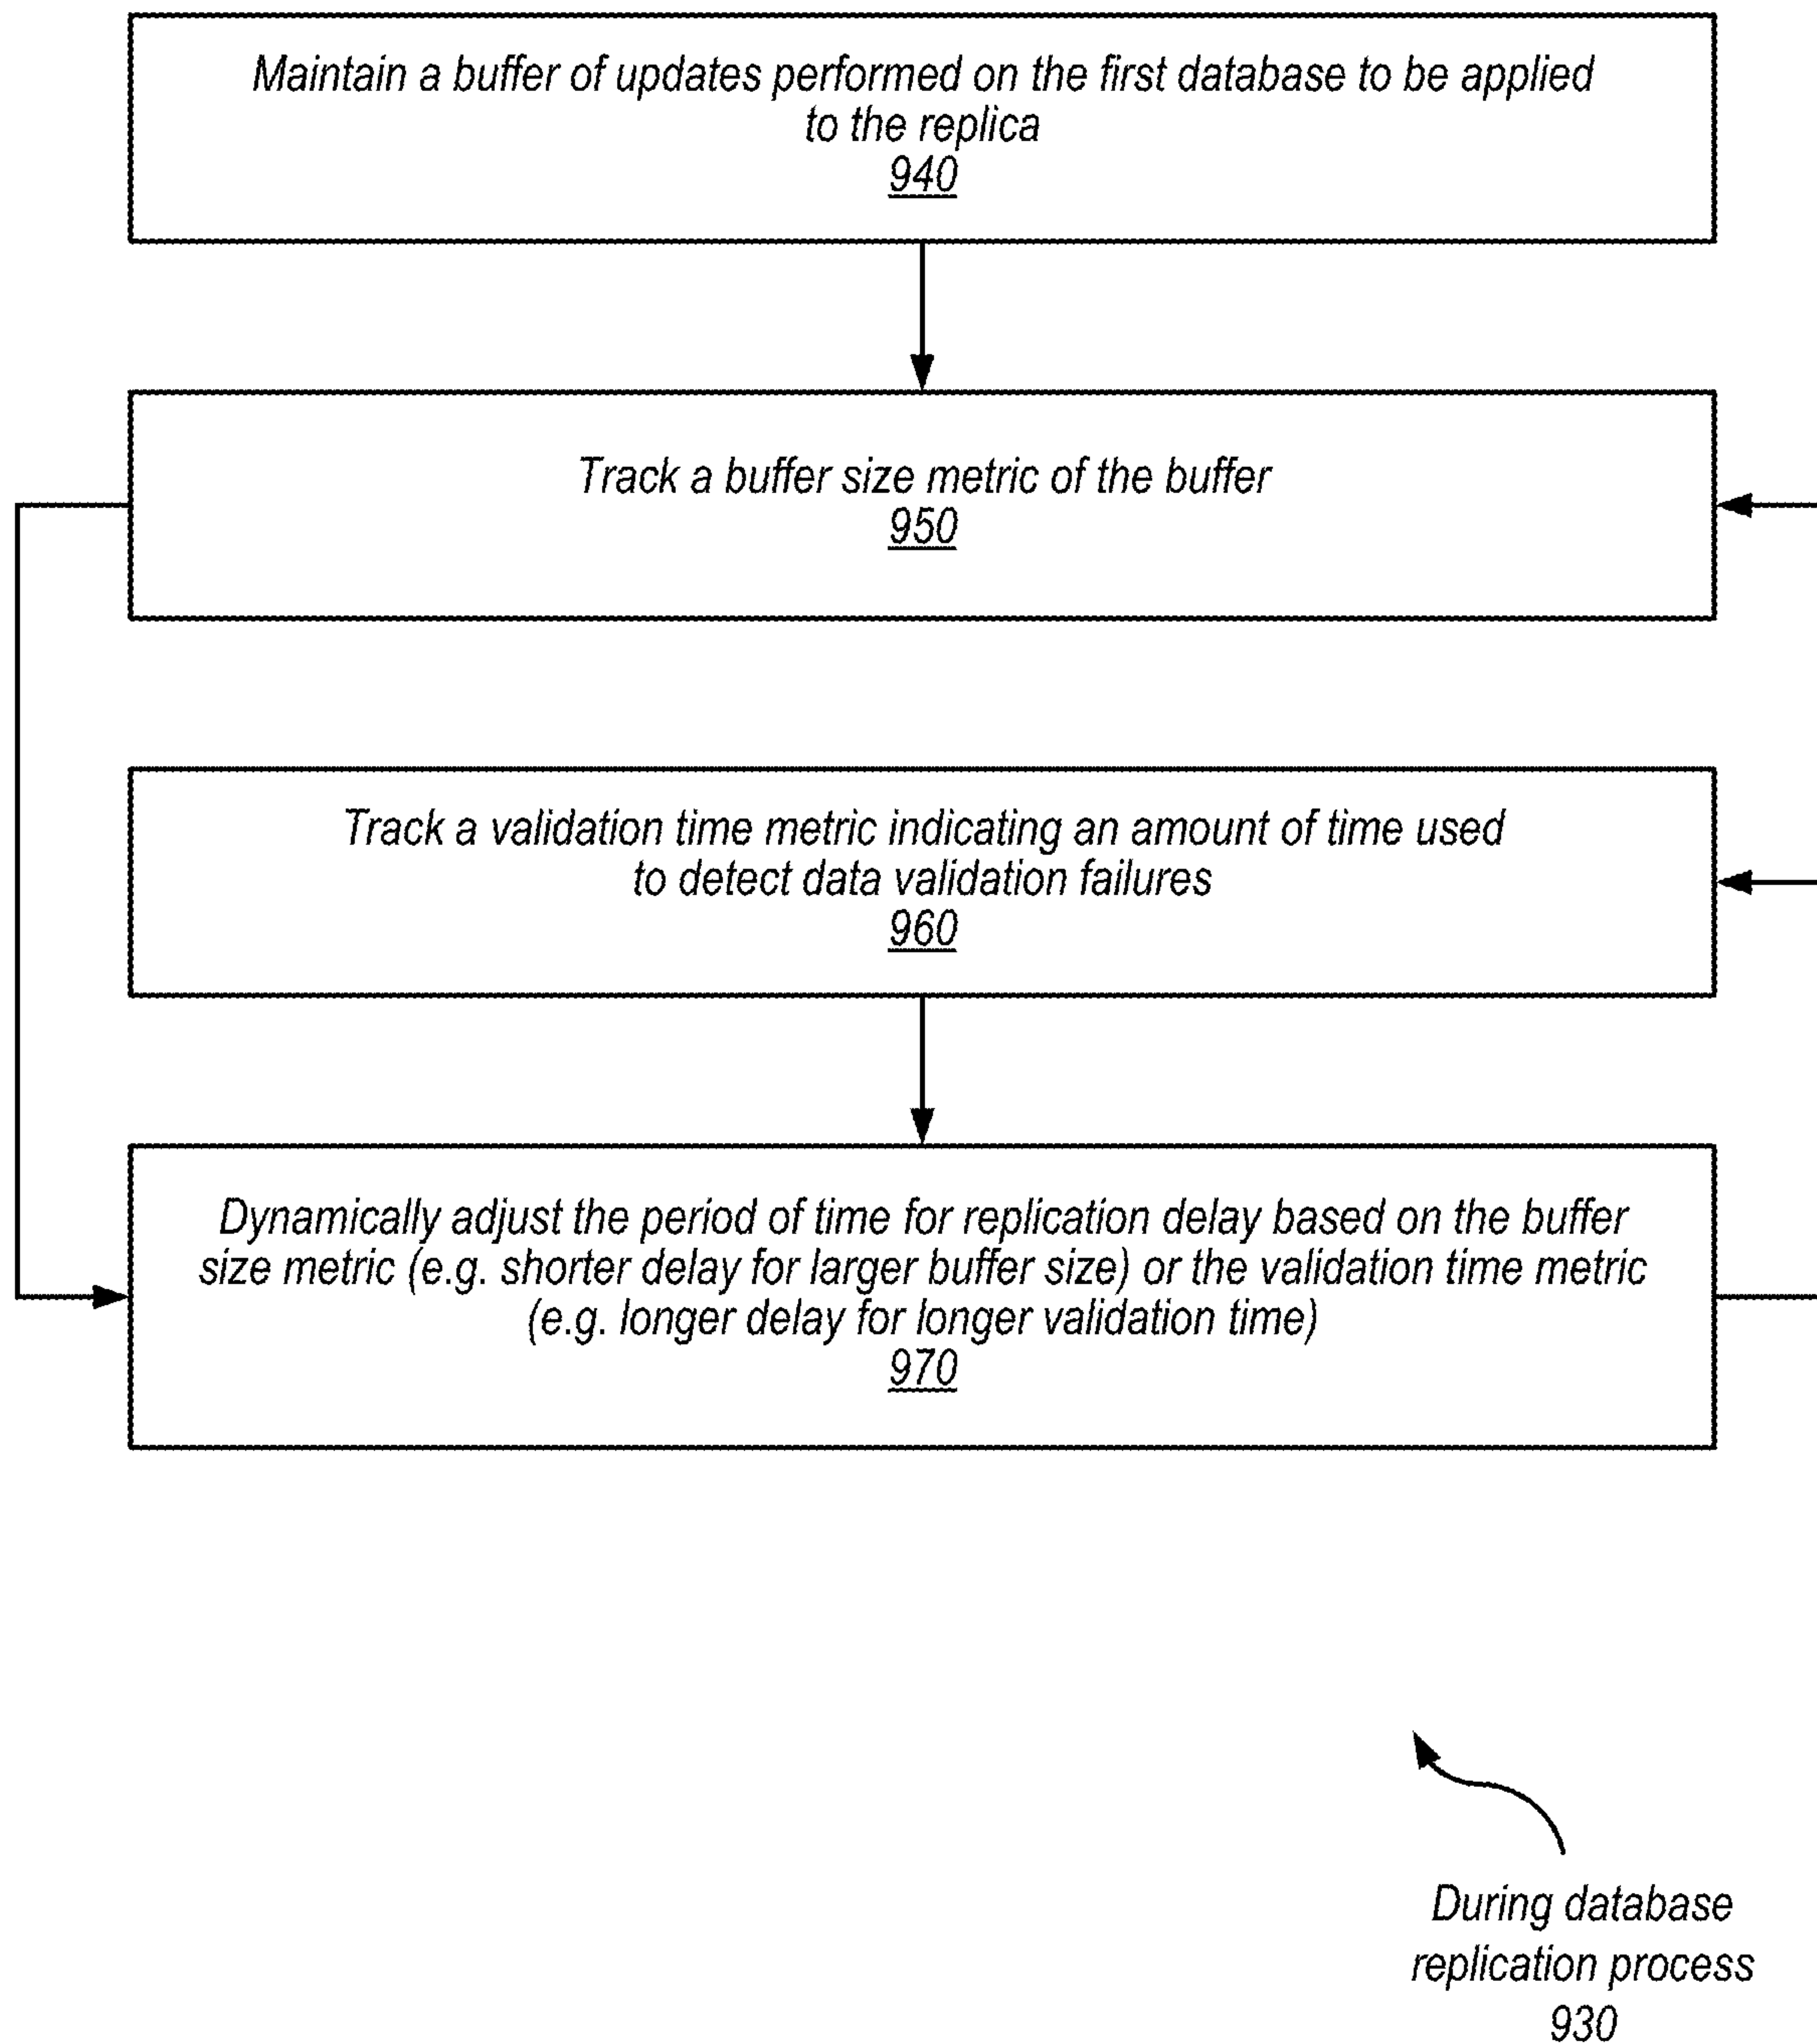 Maintain a buffer of updates performed on the first database to be applied
to the replica
940
Track a buffer size metric of the buffer
950
Track a validation time metric indicating an amount of time used
to detect data validation failures
960
Dynamically adjust the period of time for replication delay based on the buffer
size metric (e.g. shorter delay for larger buffer size) or the validation time metric
(e.g. longer delay for longer validation time)
970
During database
replication process
930